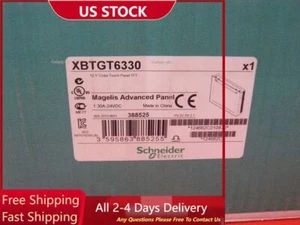 US STOCK
XBTGT6330
x1
Magelis Advanced Panel
Made in China
388525
3595863885255
Schneider
Electric
Free Shipping
Fast Shipping
All 2-4 Days Delivery
Any Questions Please Free To Contact Us